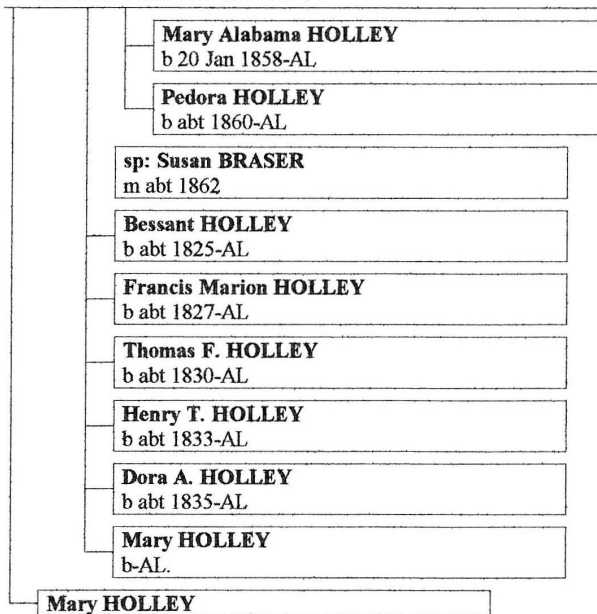 Mary Alabama HOLLEY
b 20 Jan 1858-AL
Pedora HOLLEY
b abt 1860-AL
sp: Susan BRASER
m abt 1862
Bessant HOLLEY
b abt 1825-AL
Francis Marion HOLLEY
b abt 1827-AL
Thomas F. HOLLEY
b abt 1830-AL
Henry T. HOLLEY
b abt 1833-AL
Dora A. HOLLEY
b abt 1835-AL
Mary HOLLEY
b-AL.
Mary HOLLEY